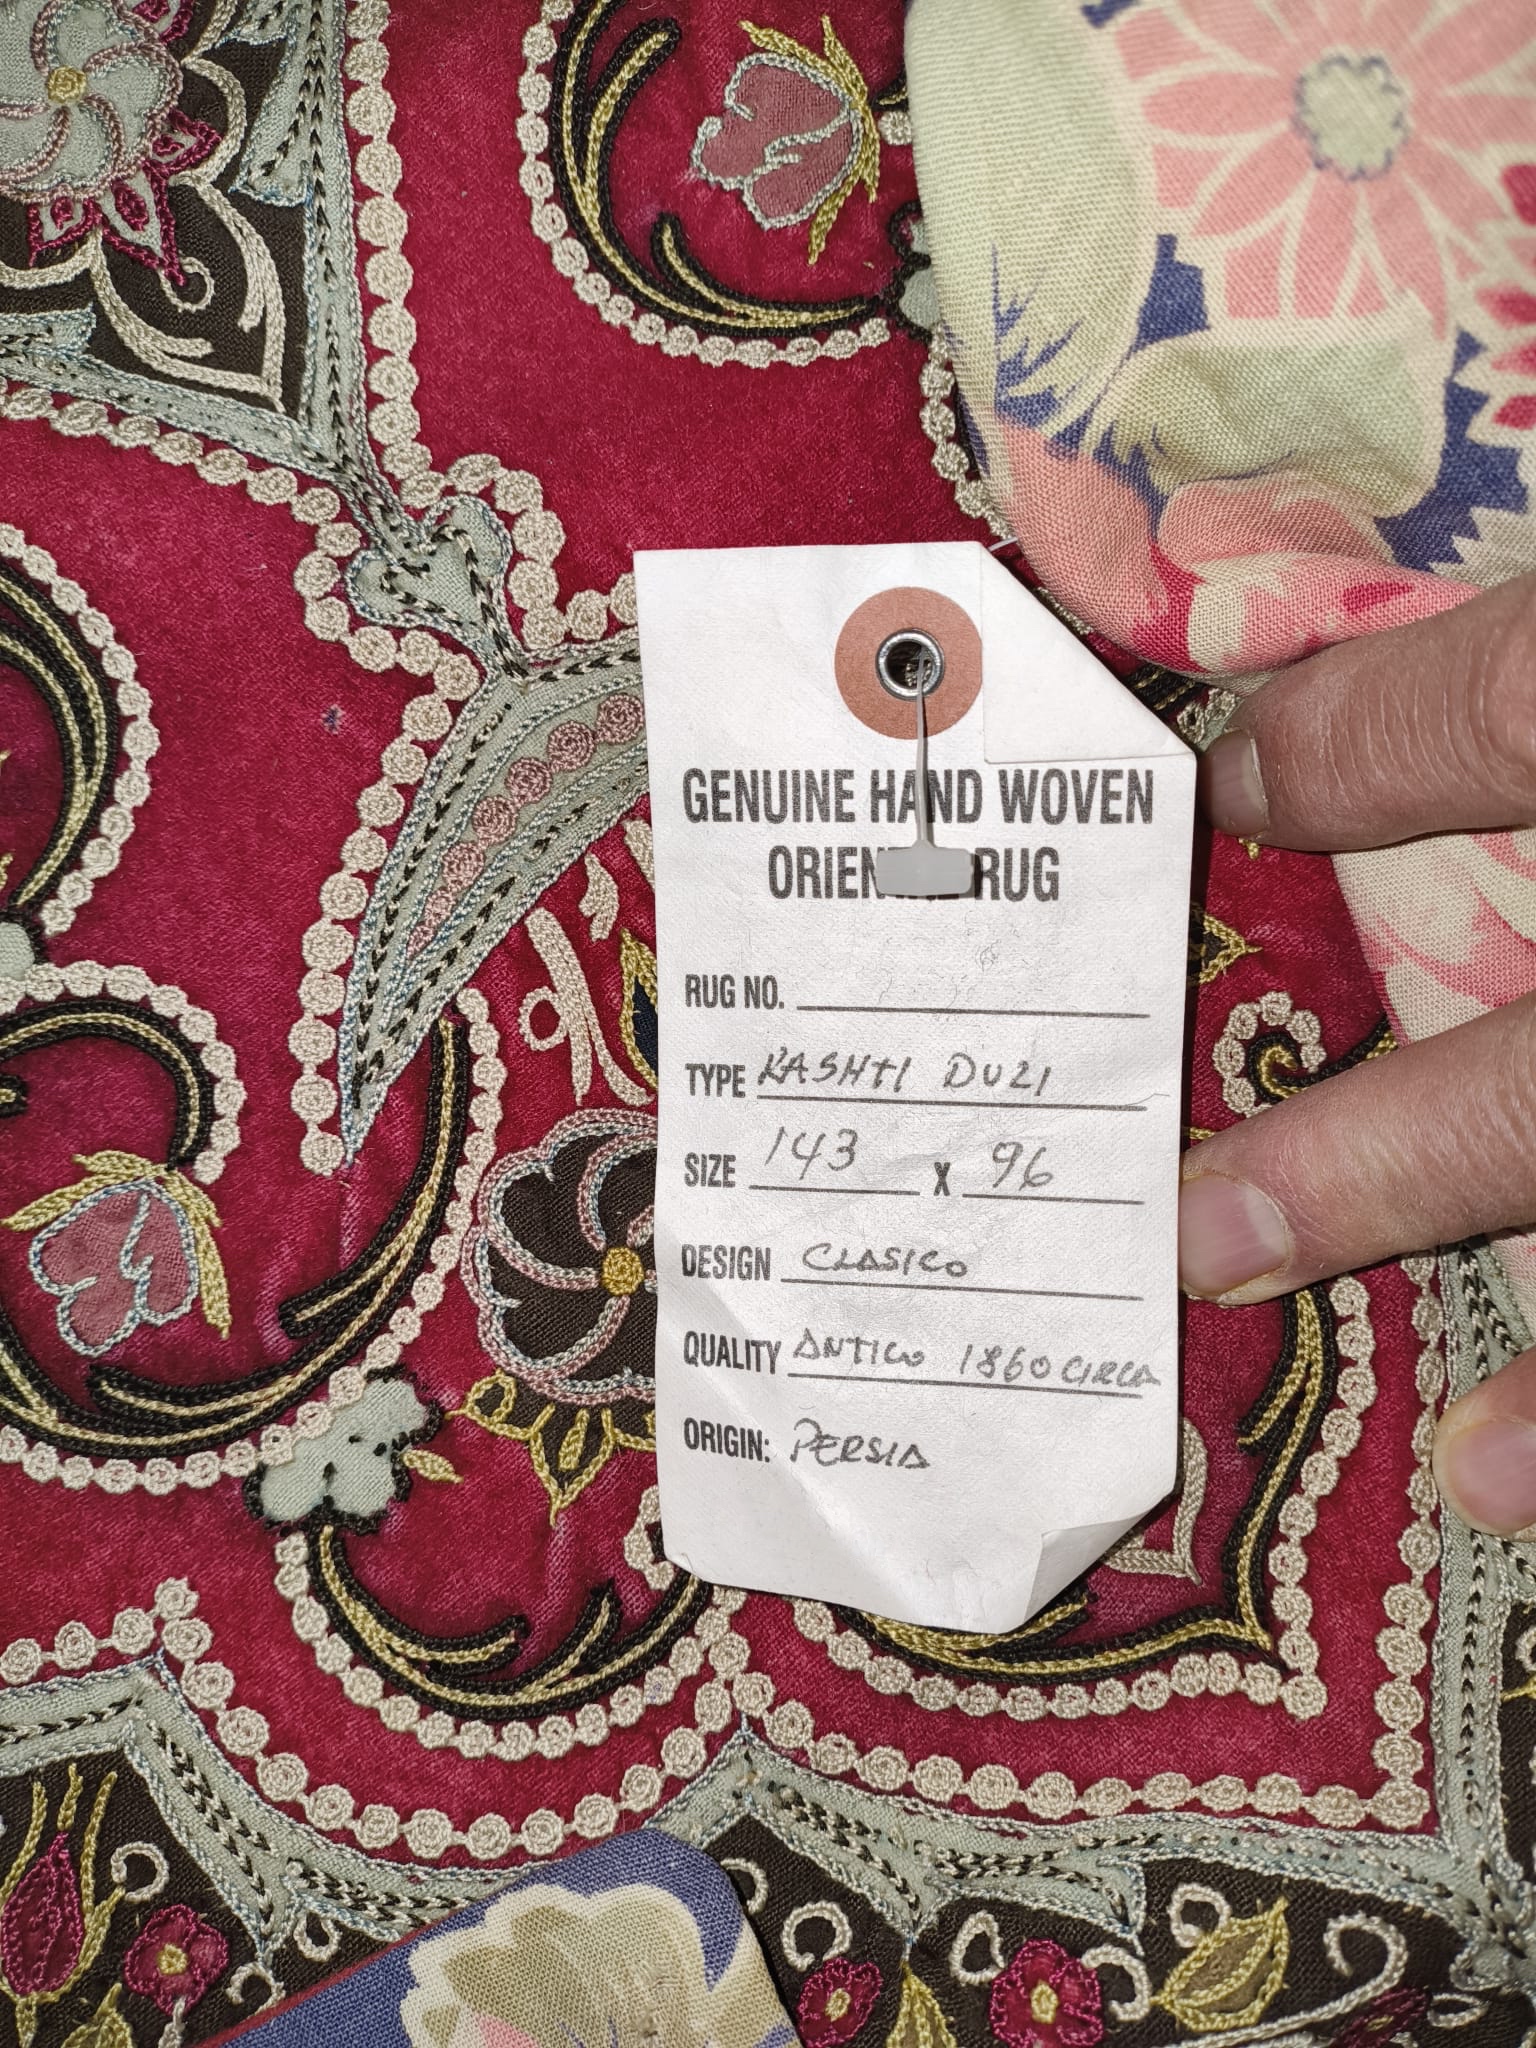 GENUINE HAND WOVEN
ORIENTAL RUG
RUG NO.
TYPE KASHTI DUZI
SIZE 143 X 96
DESIGN CLASICO
QUALITY ANTICO 1860 CIRCA
ORIGIN: PERSIA